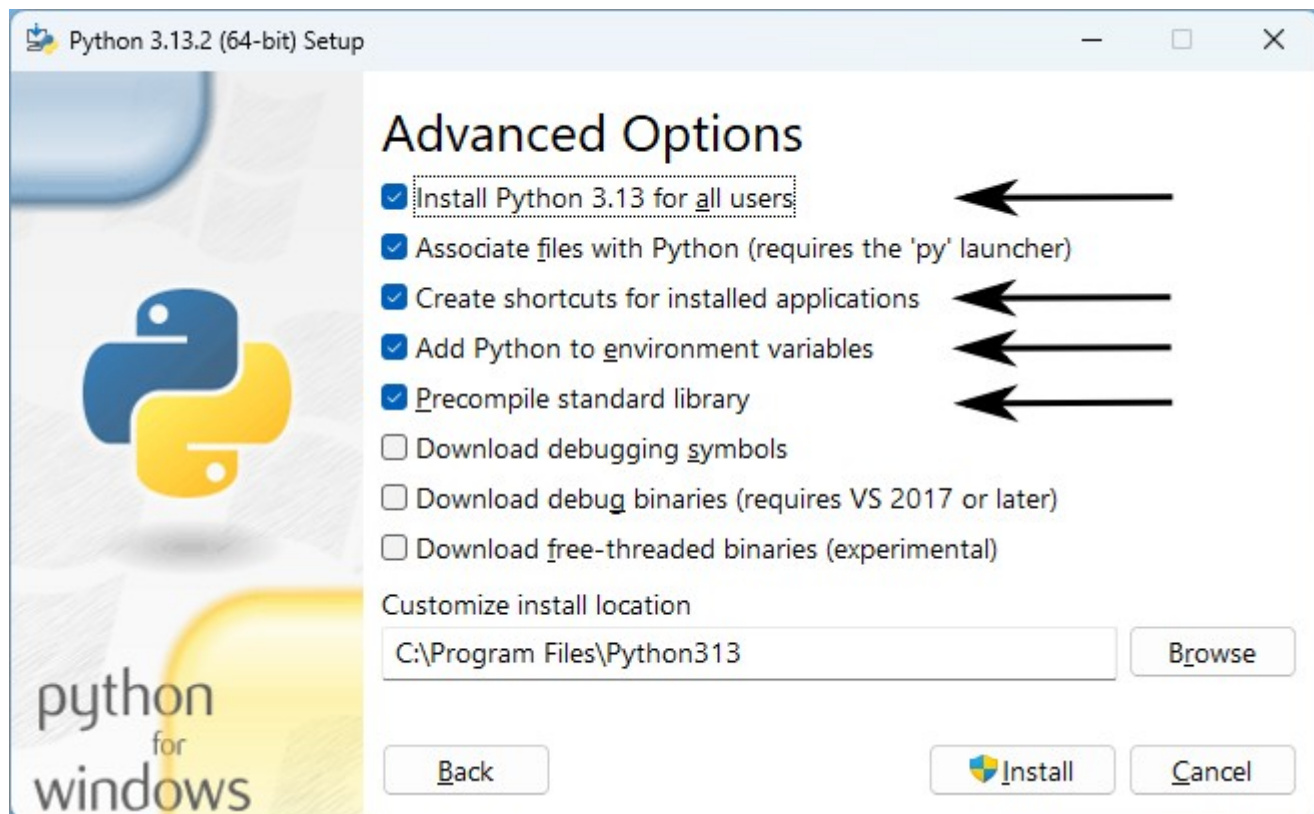 Python 3.13.2 (64-bit) Setup
Advanced Options
Install Python 3.13 for all users
Associate files with Python (requires the 'py' launcher)
Create shortcuts for installed applications
Add Python to environment variables
Precompile standard library
Download debugging symbols
Download debug binaries (requires VS 2017 or later)
Download free-threaded binaries (experimental)
Customize install location
C:\Program Files\Python313
Browse
python
for
windows
Back
Install
Cancel